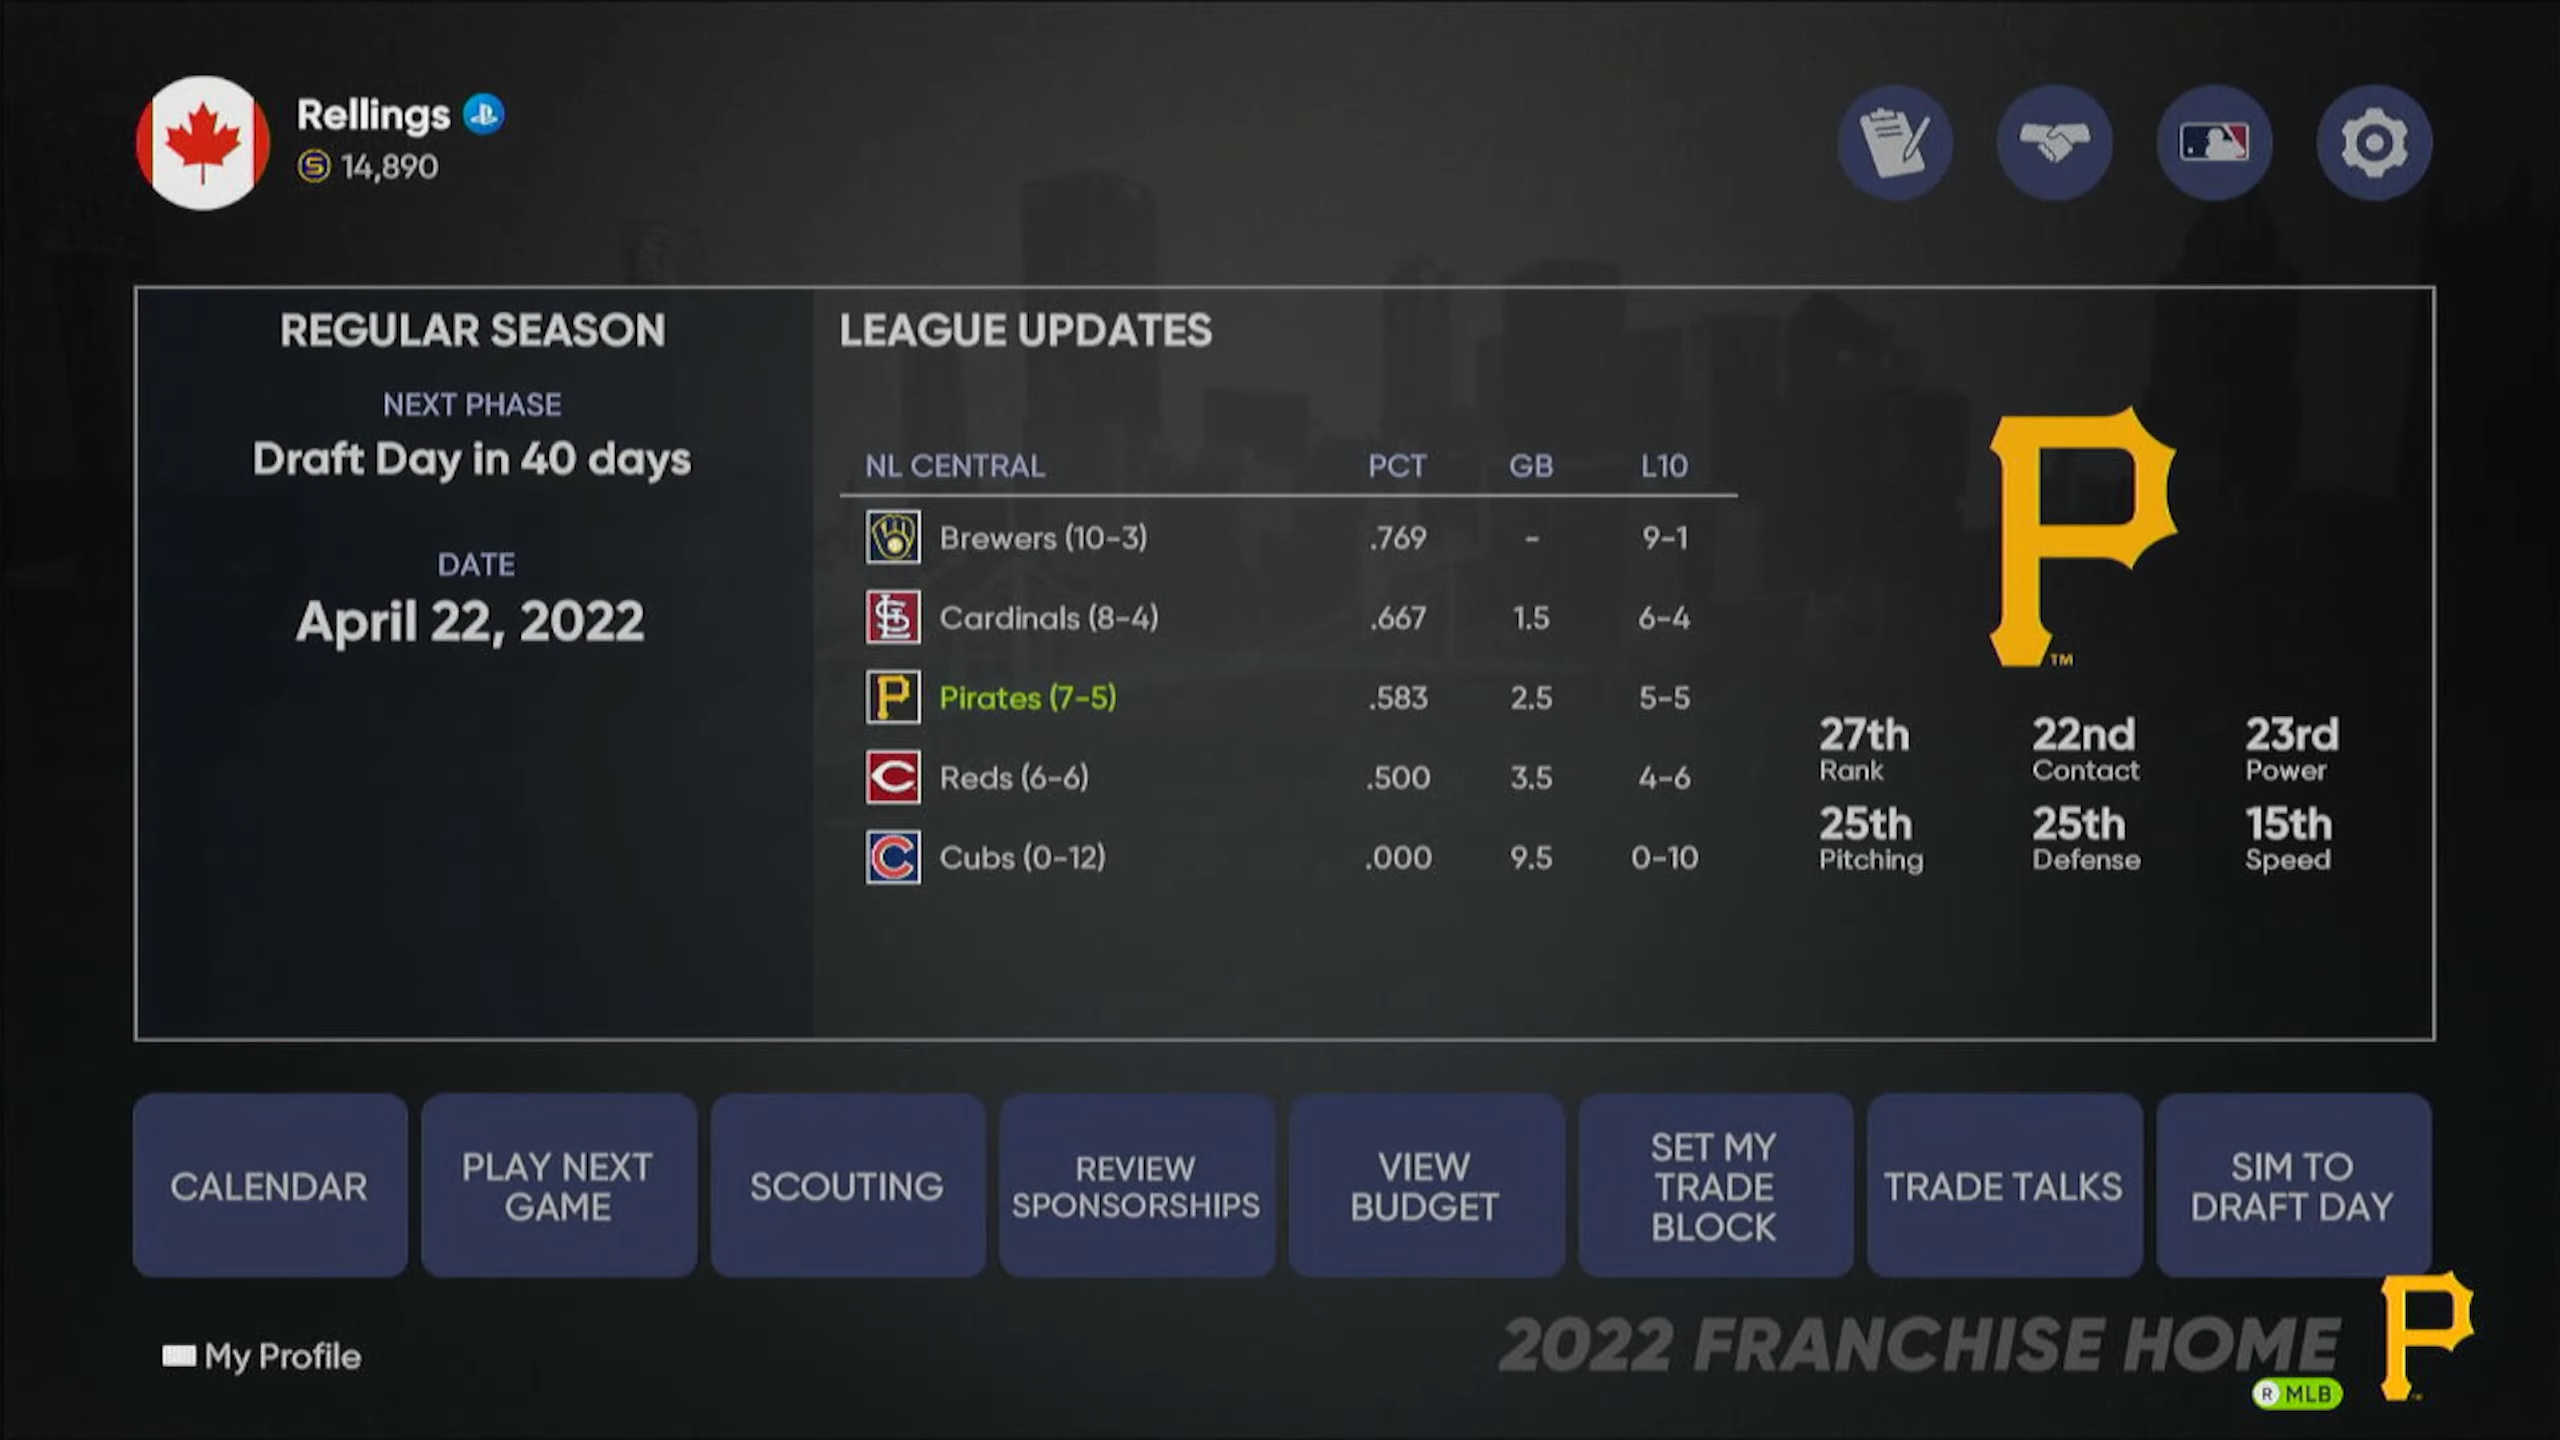 Rellings
14,890
REGULAR SEASON
NEXT PHASE
Draft Day in 40 days
DATE
April 22, 2022
LEAGUE UPDATES
NL CENTRAL PCT GB L10
Brewers (10-3) .769 - 9-1
Cardinals (8-4) .667 1.5 6-4
Pirates (7-5) .583 2.5 5-5
Reds (6-6) .500 3.5 4-6
Cubs (0-12) .000 9.5 0-10
P
TM
27th 22nd 23rd
Rank Contact Power
25th 25th 15th
Pitching Defense Speed
CALENDAR
PLAY NEXT
GAME
SCOUTING
REVIEW
SPONSORSHIPS
VIEW
BUDGET
SET MY
TRADE
BLOCK
TRADE TALKS
SIM TO
DRAFT DAY
My Profile
2022 FRANCHISE HOME
R MLB
P